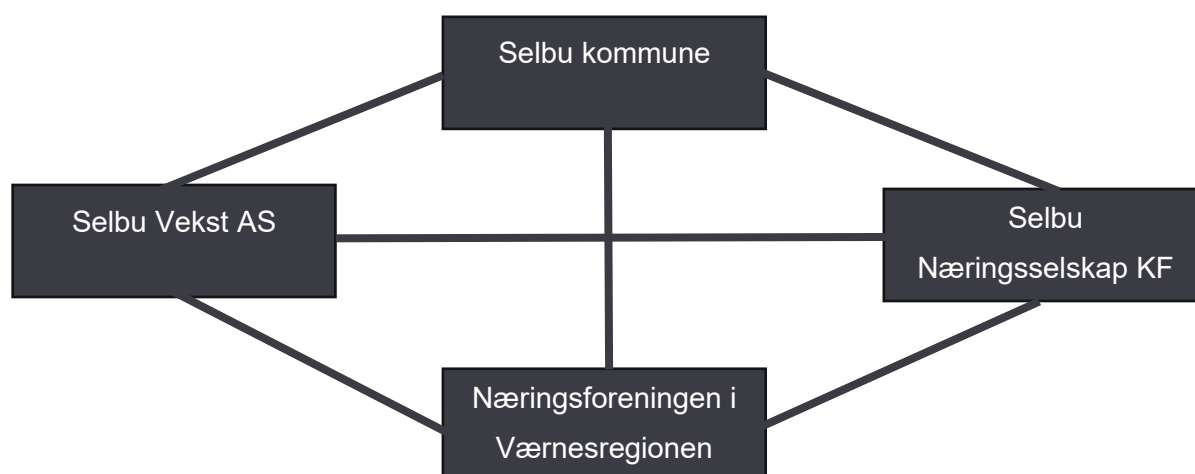 Selbu kommune
Selbu Vekst AS
Selbu
Næringsselskap KF
Næringsforeningen i
Værnesregionen